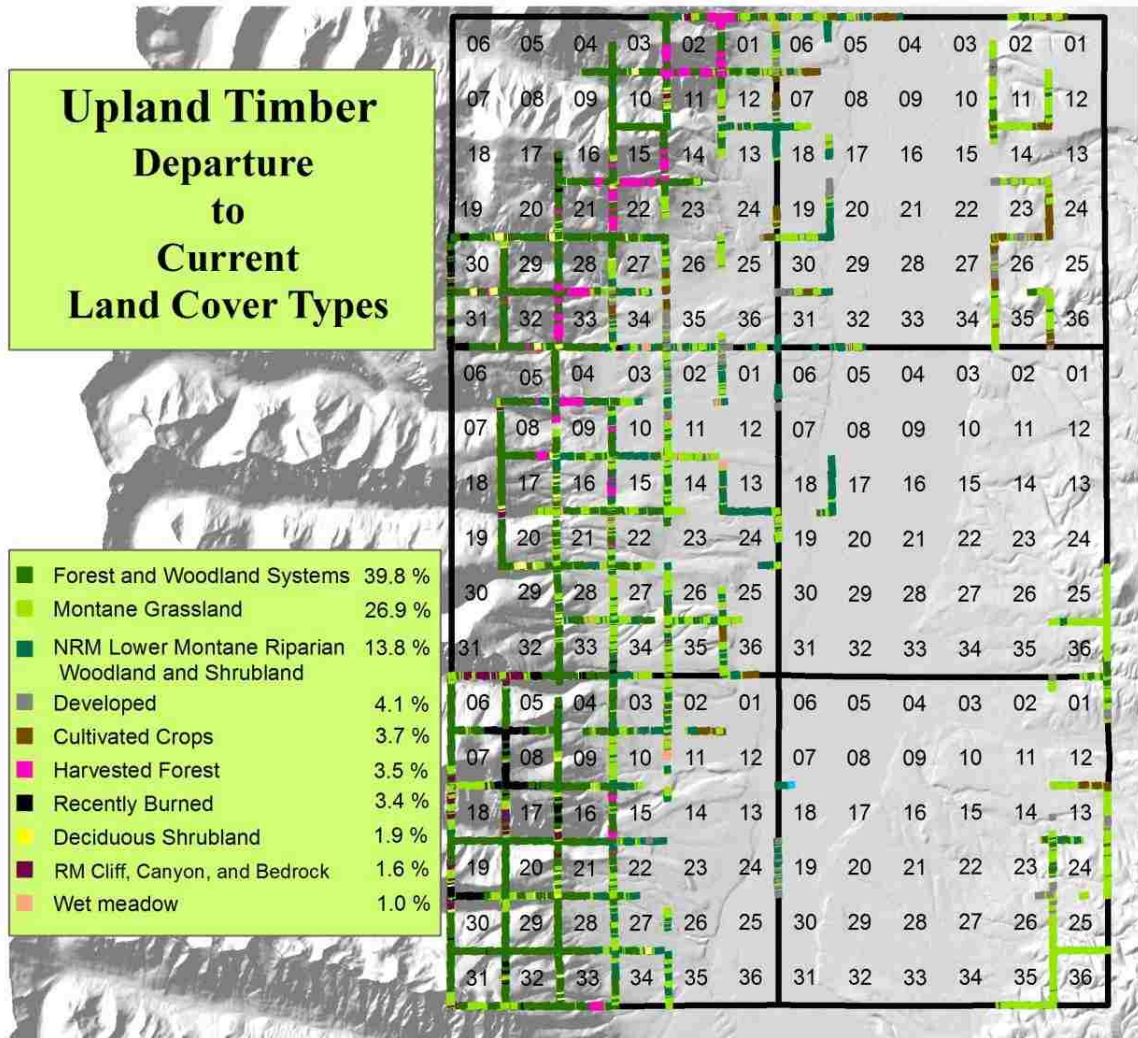 Upland Timber
Departure
to
Current
Land Cover Types
Forest and Woodland Systems 39.8 %
Montane Grassland 26.9 %
NRM Lower Montane Riparian 13.8 %
Woodland and Shrubland
Developed 4.1 %
Cultivated Crops 3.7 %
Harvested Forest 3.5 %
Recently Burned 3.4 %
Deciduous Shrubland 1.9 %
RM Cliff, Canyon, and Bedrock 1.6 %
Wet meadow 1.0 %
06 05 04 03 02 01 06 05 04 03 02 01
07 08 09 10 11 12 07 08 09 10 11 12
18 17 16 15 14 13 18 17 16 15 14 13
19 20 21 22 23 24 19 20 21 22 23 24
30 29 28 27 26 25 30 29 28 27 26 25
31 32 33 34 35 36 31 32 33 34 35 36
06 05 04 03 02 01 06 05 04 03 02 01
07 08 09 10 11 12 07 08 09 10 11 12
18 17 16 15 14 13 18 17 16 15 14 13
19 20 21 22 23 24 19 20 21 22 23 24
30 29 28 27 26 25 30 29 28 27 26 25
31 32 33 34 35 36 31 32 33 34 35 36
06 05 04 03 02 01 06 05 04 03 02 01
07 08 09 10 11 12 07 08 09 10 11 12
18 17 16 15 14 13 18 17 16 15 14 13
19 20 21 22 23 24 19 20 21 22 23 24
30 29 28 27 26 25 30 29 28 27 26 25
31 32 33 34 35 36 31 32 33 34 35 36